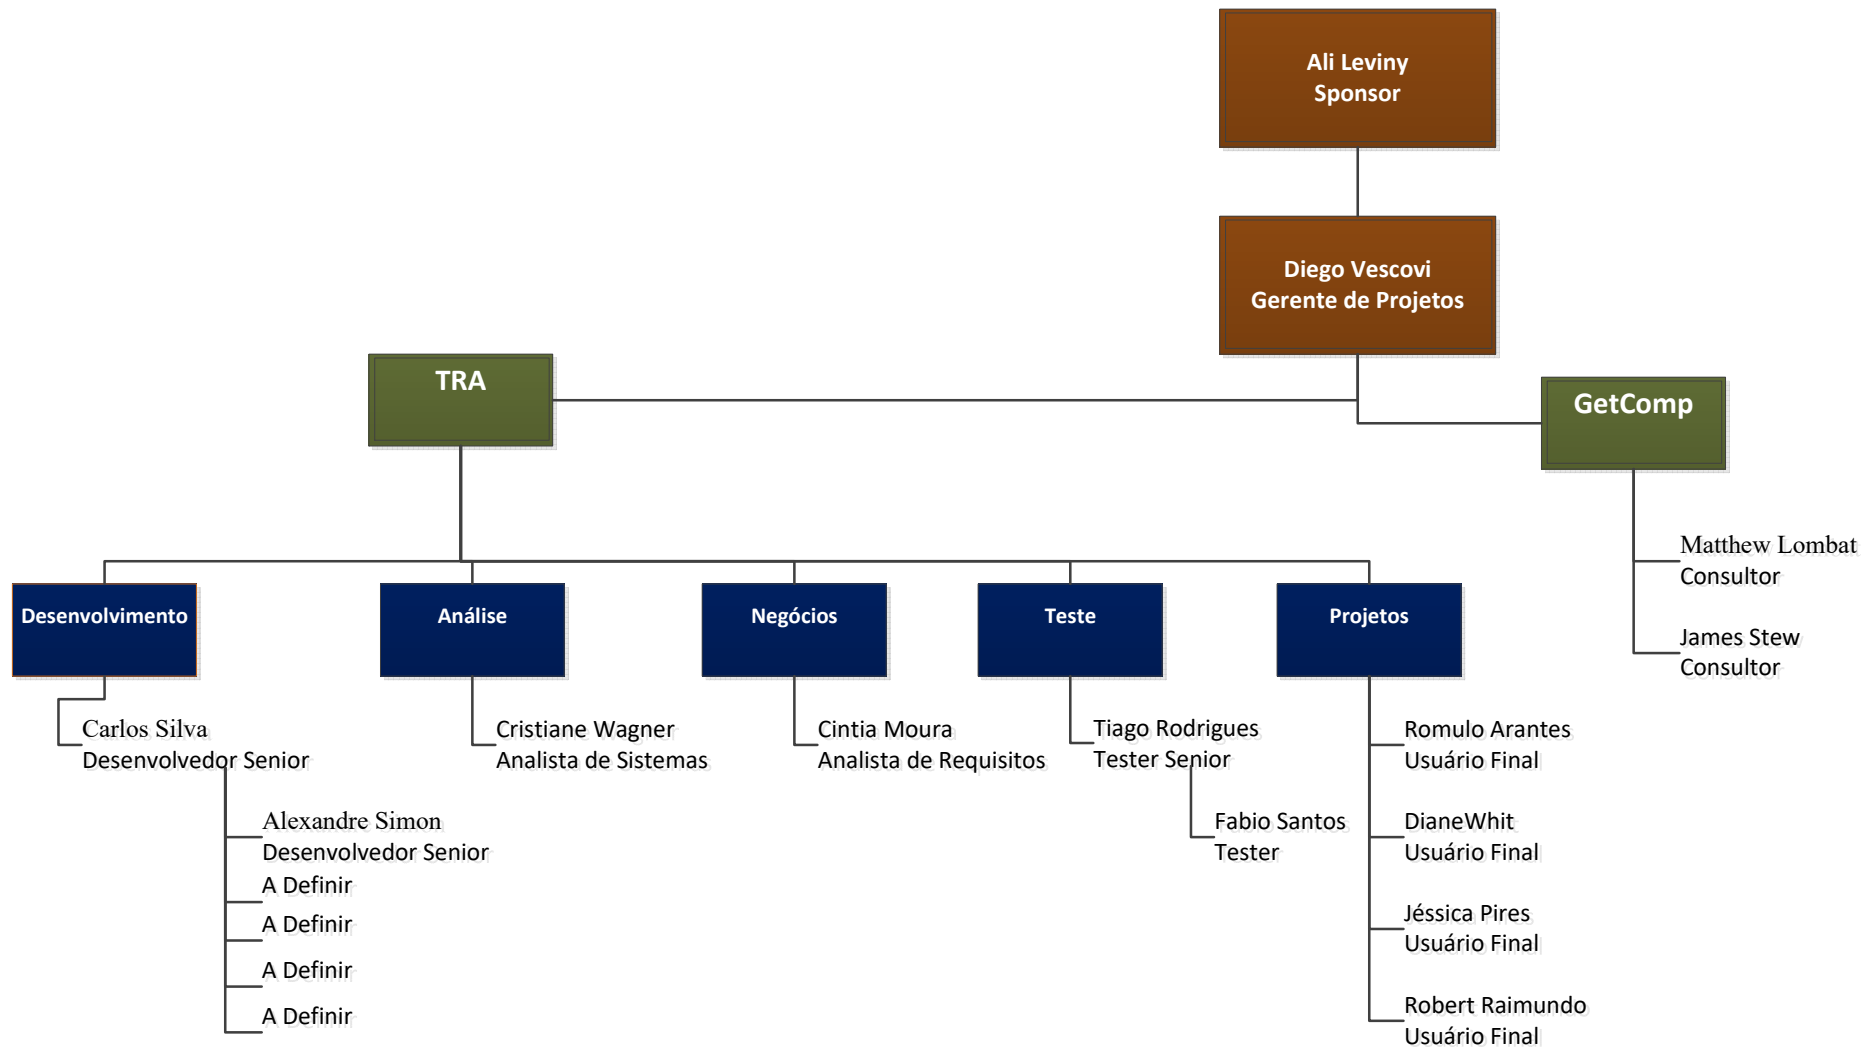 Ali Leviny
Sponsor
Diego Vescovi
Gerente de Projetos
TRA
GetComp
Matthew Lombat
Consultor
James Stew
Consultor
Desenvolvimento
Análise
Negócios
Teste
Projetos
Carlos Silva
Desenvolvedor Senior
Alexandre Simon
Desenvolvedor Senior
A Definir
A Definir
A Definir
A Definir
Cristiane Wagner
Analista de Sistemas
Cintia Moura
Analista de Requisitos
Tiago Rodrigues
Tester Senior
Fabio Santos
Tester
Romulo Arantes
Usuário Final
DianeWhit
Usuário Final
Jéssica Pires
Usuário Final
Robert Raimundo
Usuário Final